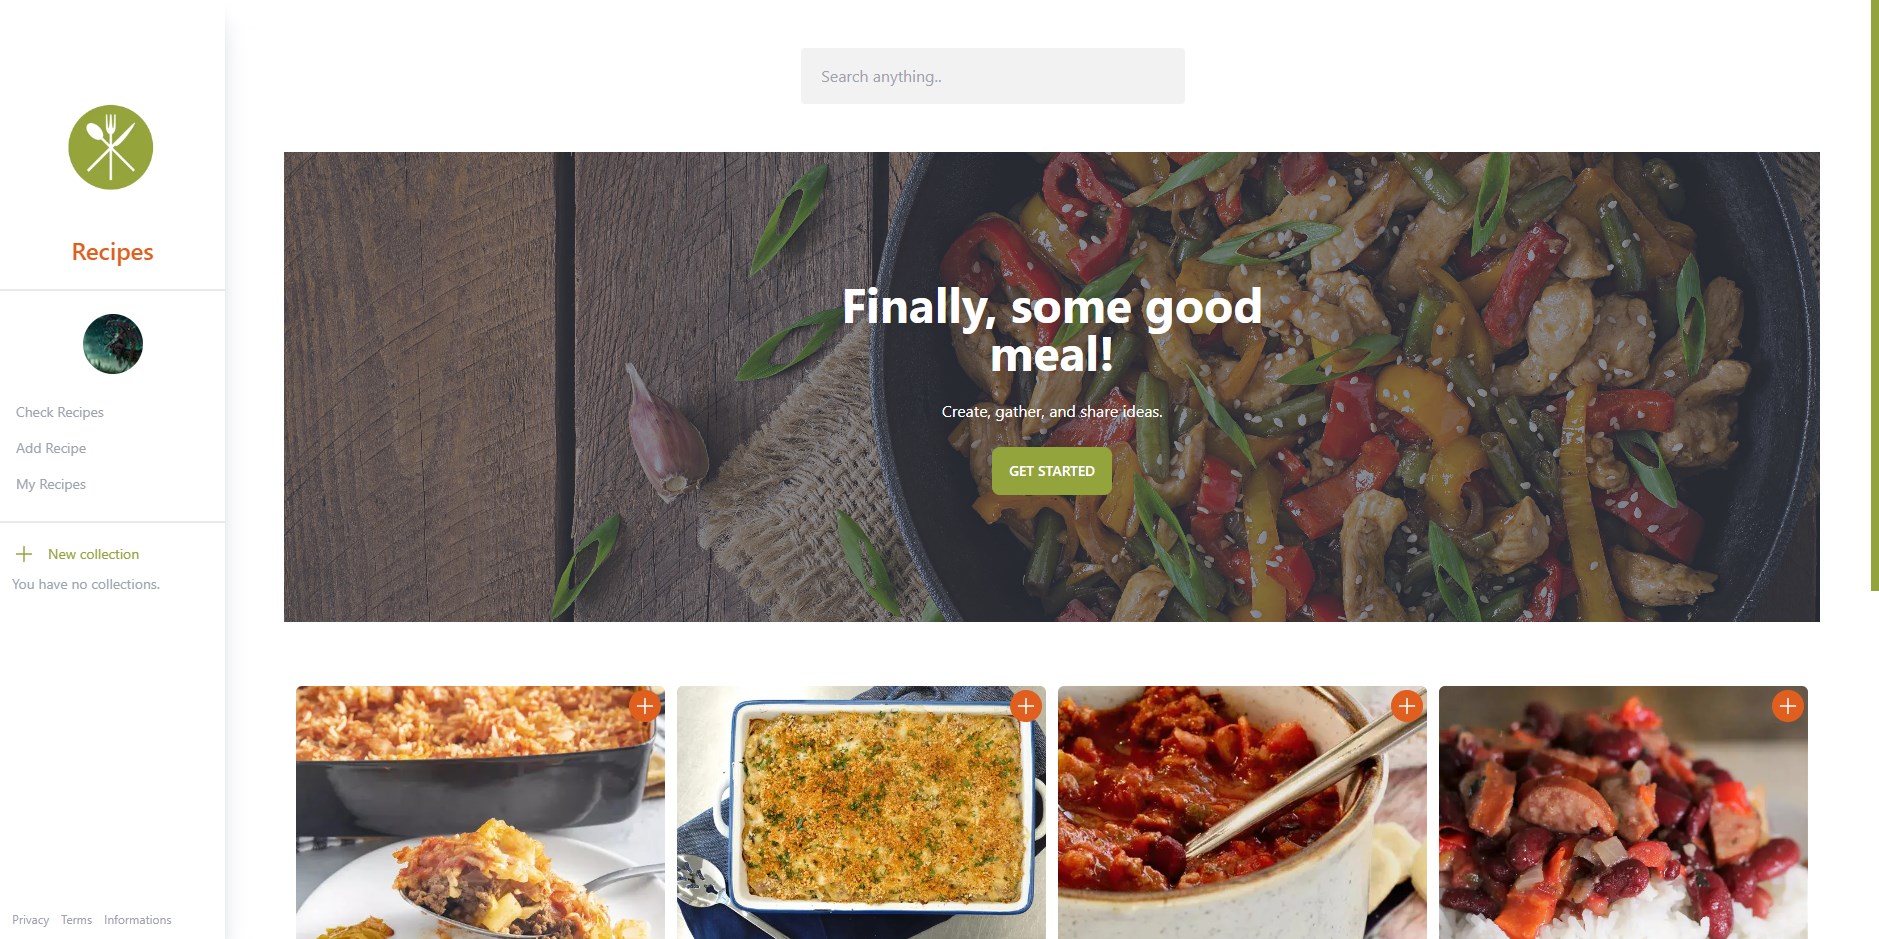 Search anything..
Recipes
Check Recipes
Add Recipe
My Recipes
New collection
You have no collections.
Privacy Terms Informations
Finally, some good
meal!
Create, gather, and share ideas.
GET STARTED